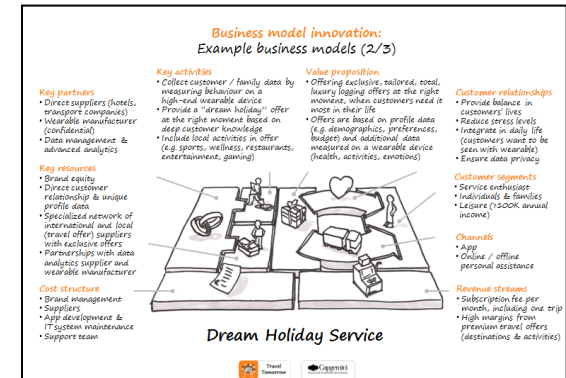 Business model innovation:
Example business models (2/3)
Key partners
• Direct suppliers (hotels,
transport companies)
• Wearable manufacturer
(confidential)
• Data management &
advanced analytics
Key activities
• Collect customer / family data by
measuring behaviour on a
high-end wearable device
• Provide a "dream holiday" offer
at the right moment based on
deep customer knowledge
• Include local activities in offer
(e.g. sports, wellness, restaurants,
entertainment, gaming)
Value proposition
• Offering exclusive, tailored, total,
luxury logging offers at the right
moment, when customers need it
most in their life
• Offers are based on profile data
(e.g. demographics, preferences,
budget) and additional data
measured on a wearable device
(health, activities, emotions)
Customer relationships
• Provide balance in
customers' lives
• Reduce stress levels
• Integrate in daily life
(customers want to be
seen with wearable)
• Ensure data privacy
Key resources
• Brand equity
• Direct customer
relationship & unique
profile data
• Specialized network of
international and local
(travel offer) suppliers
with exclusive offers
• Partnerships with data
analytics supplier and
wearable manufacturer
Customer segments
• Service enthusiast
• Individuals & families
• Leisure (>300K annual
income)
Channels
• App
• Online / offline
personal assistance
Cost structure
• Brand management
• Suppliers
• App development &
IT system maintenance
• Support team
Revenue streams
• Subscription fee per
month, including one trip
• High margins from
premium travel offers
(destinations & activities)
Dream Holiday Service
Travel
Tomorrow
Capgemini